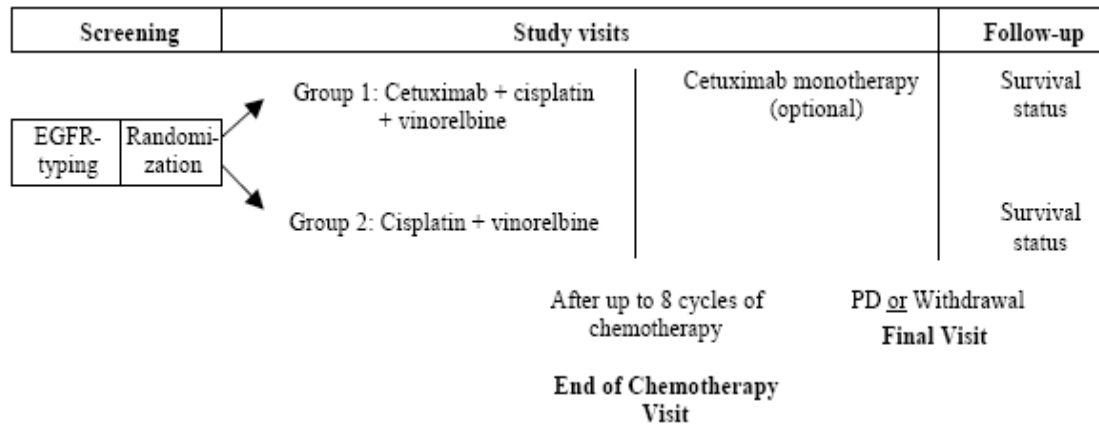 Screening
Study visits
Follow-up
EGFR-
typing
Randomi-
zation
Group 1: Cetuximab + cisplatin
+ vinorelbine
Cetuximab monotherapy
(optional)
Survival
status
Group 2: Cisplatin + vinorelbine
Survival
status
After up to 8 cycles of
chemotherapy
PD or Withdrawal
Final Visit
End of Chemotherapy
Visit